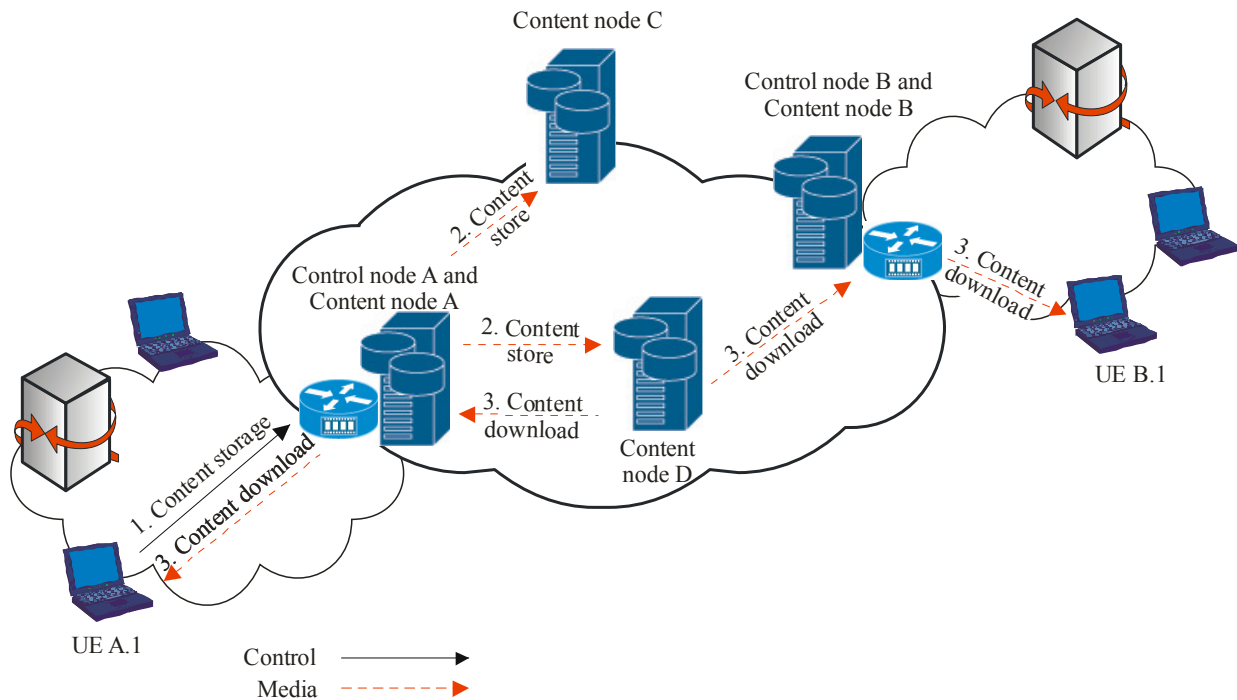 Content node C
Control node B and
Content node B
2. Content
store
3. Content
download
Control node A and
Content node A
2. Content
store
3. Content
download
3. Content
download
UE B.1
Content
node D
1. Content storage
3. Content download
UE A.1
Control
Media